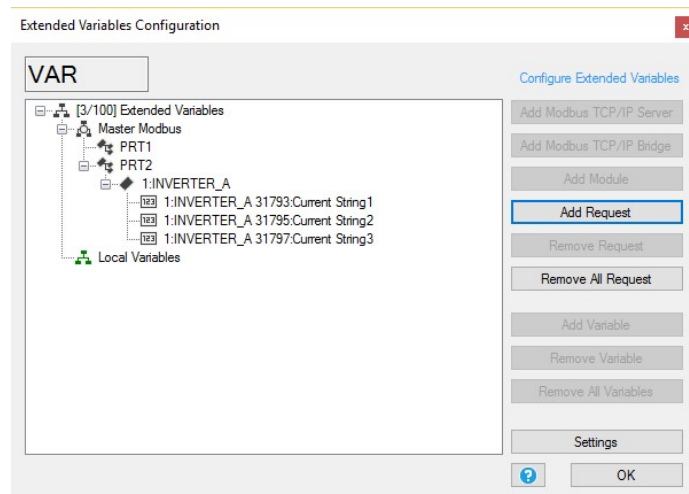 Extended Variables Configuration
x
VAR
Configure Extended Variables
[3/100] Extended Variables
Master Modbus
PRT1
PRT2
1:INVERTER_A
123 1:INVERTER_A 31793:Current String1
123 1:INVERTER_A 31795:Current String2
123 1:INVERTER_A 31797:Current String3
Local Variables
Add Modbus TCP/IP Server
Add Modbus TCP/IP Bridge
Add Module
Add Request
Remove Request
Remove All Request
Add Variable
Remove Variable
Remove All Variables
Settings
?
OK